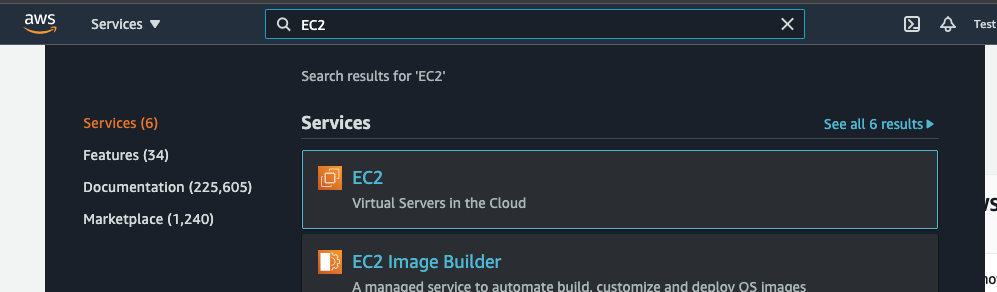 aws
Services ▼
EC2
Test
Search results for 'EC2'
Services (6)
Features (34)
Documentation (225,605)
Marketplace (1,240)
Services
See all 6 results ▶
EC2
Virtual Servers in the Cloud
EC2 Image Builder
A managed service to automate build, customize and deploy OS images